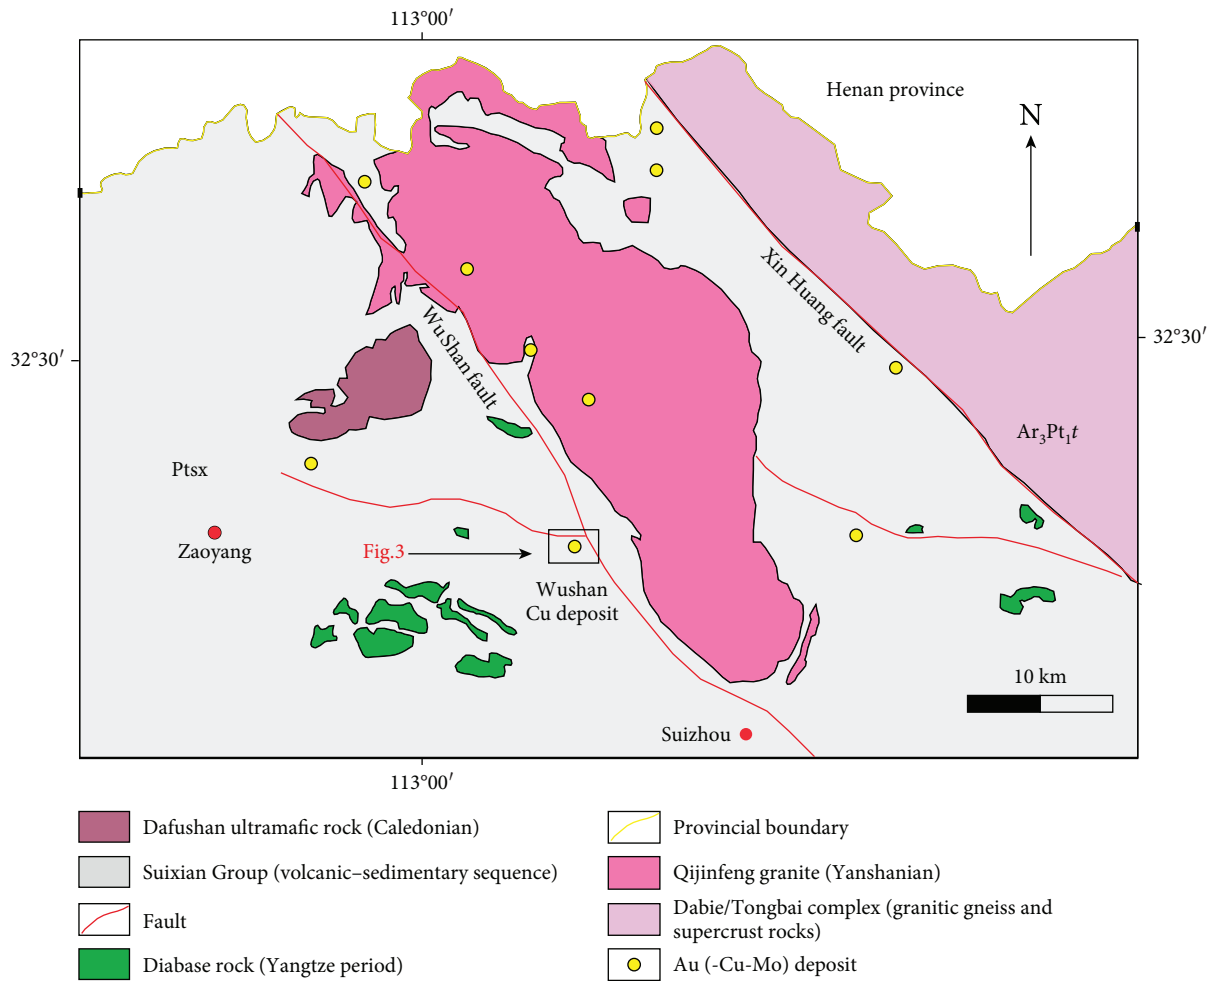 113°00′
Henan province
N
Xin Huang fault
WuShan fault
32°30′
32°30′
Ar₃Pt₁t
Ptsx
Zaoyang
Fig.3
Wushan
Cu deposit
10 km
Suizhou
113°00′
Dafushan ultramafic rock (Caledonian)
Suixian Group (volcanic–sedimentary sequence)
Fault
Diabase rock (Yangtze period)
Provincial boundary
Qijinfeng granite (Yanshanian)
Dabie/Tongbai complex (granitic gneiss and
supercrust rocks)
Au (-Cu-Mo) deposit